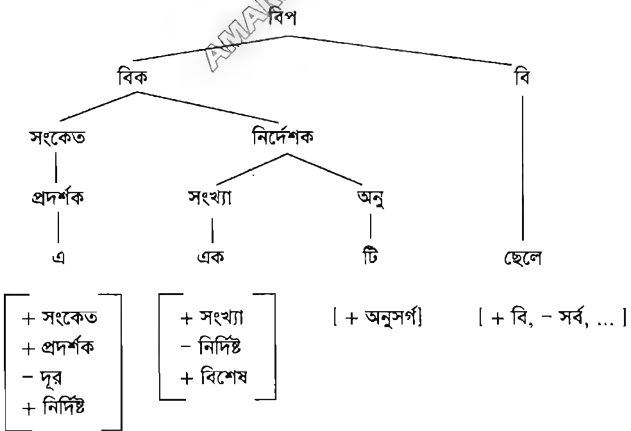 বিপ
বিক বি
সংকেত নির্দেশক
প্রদর্শক সংখ্যা অনু
এ এক টি ছেলে
+ সংকেত + সংখ্যা [ + অনুসর্গ] [ + বি, – সর্ব, ... ]
+ প্রদর্শক – নির্দিষ্ট
– দূর + বিশেষ
+ নির্দিষ্ট